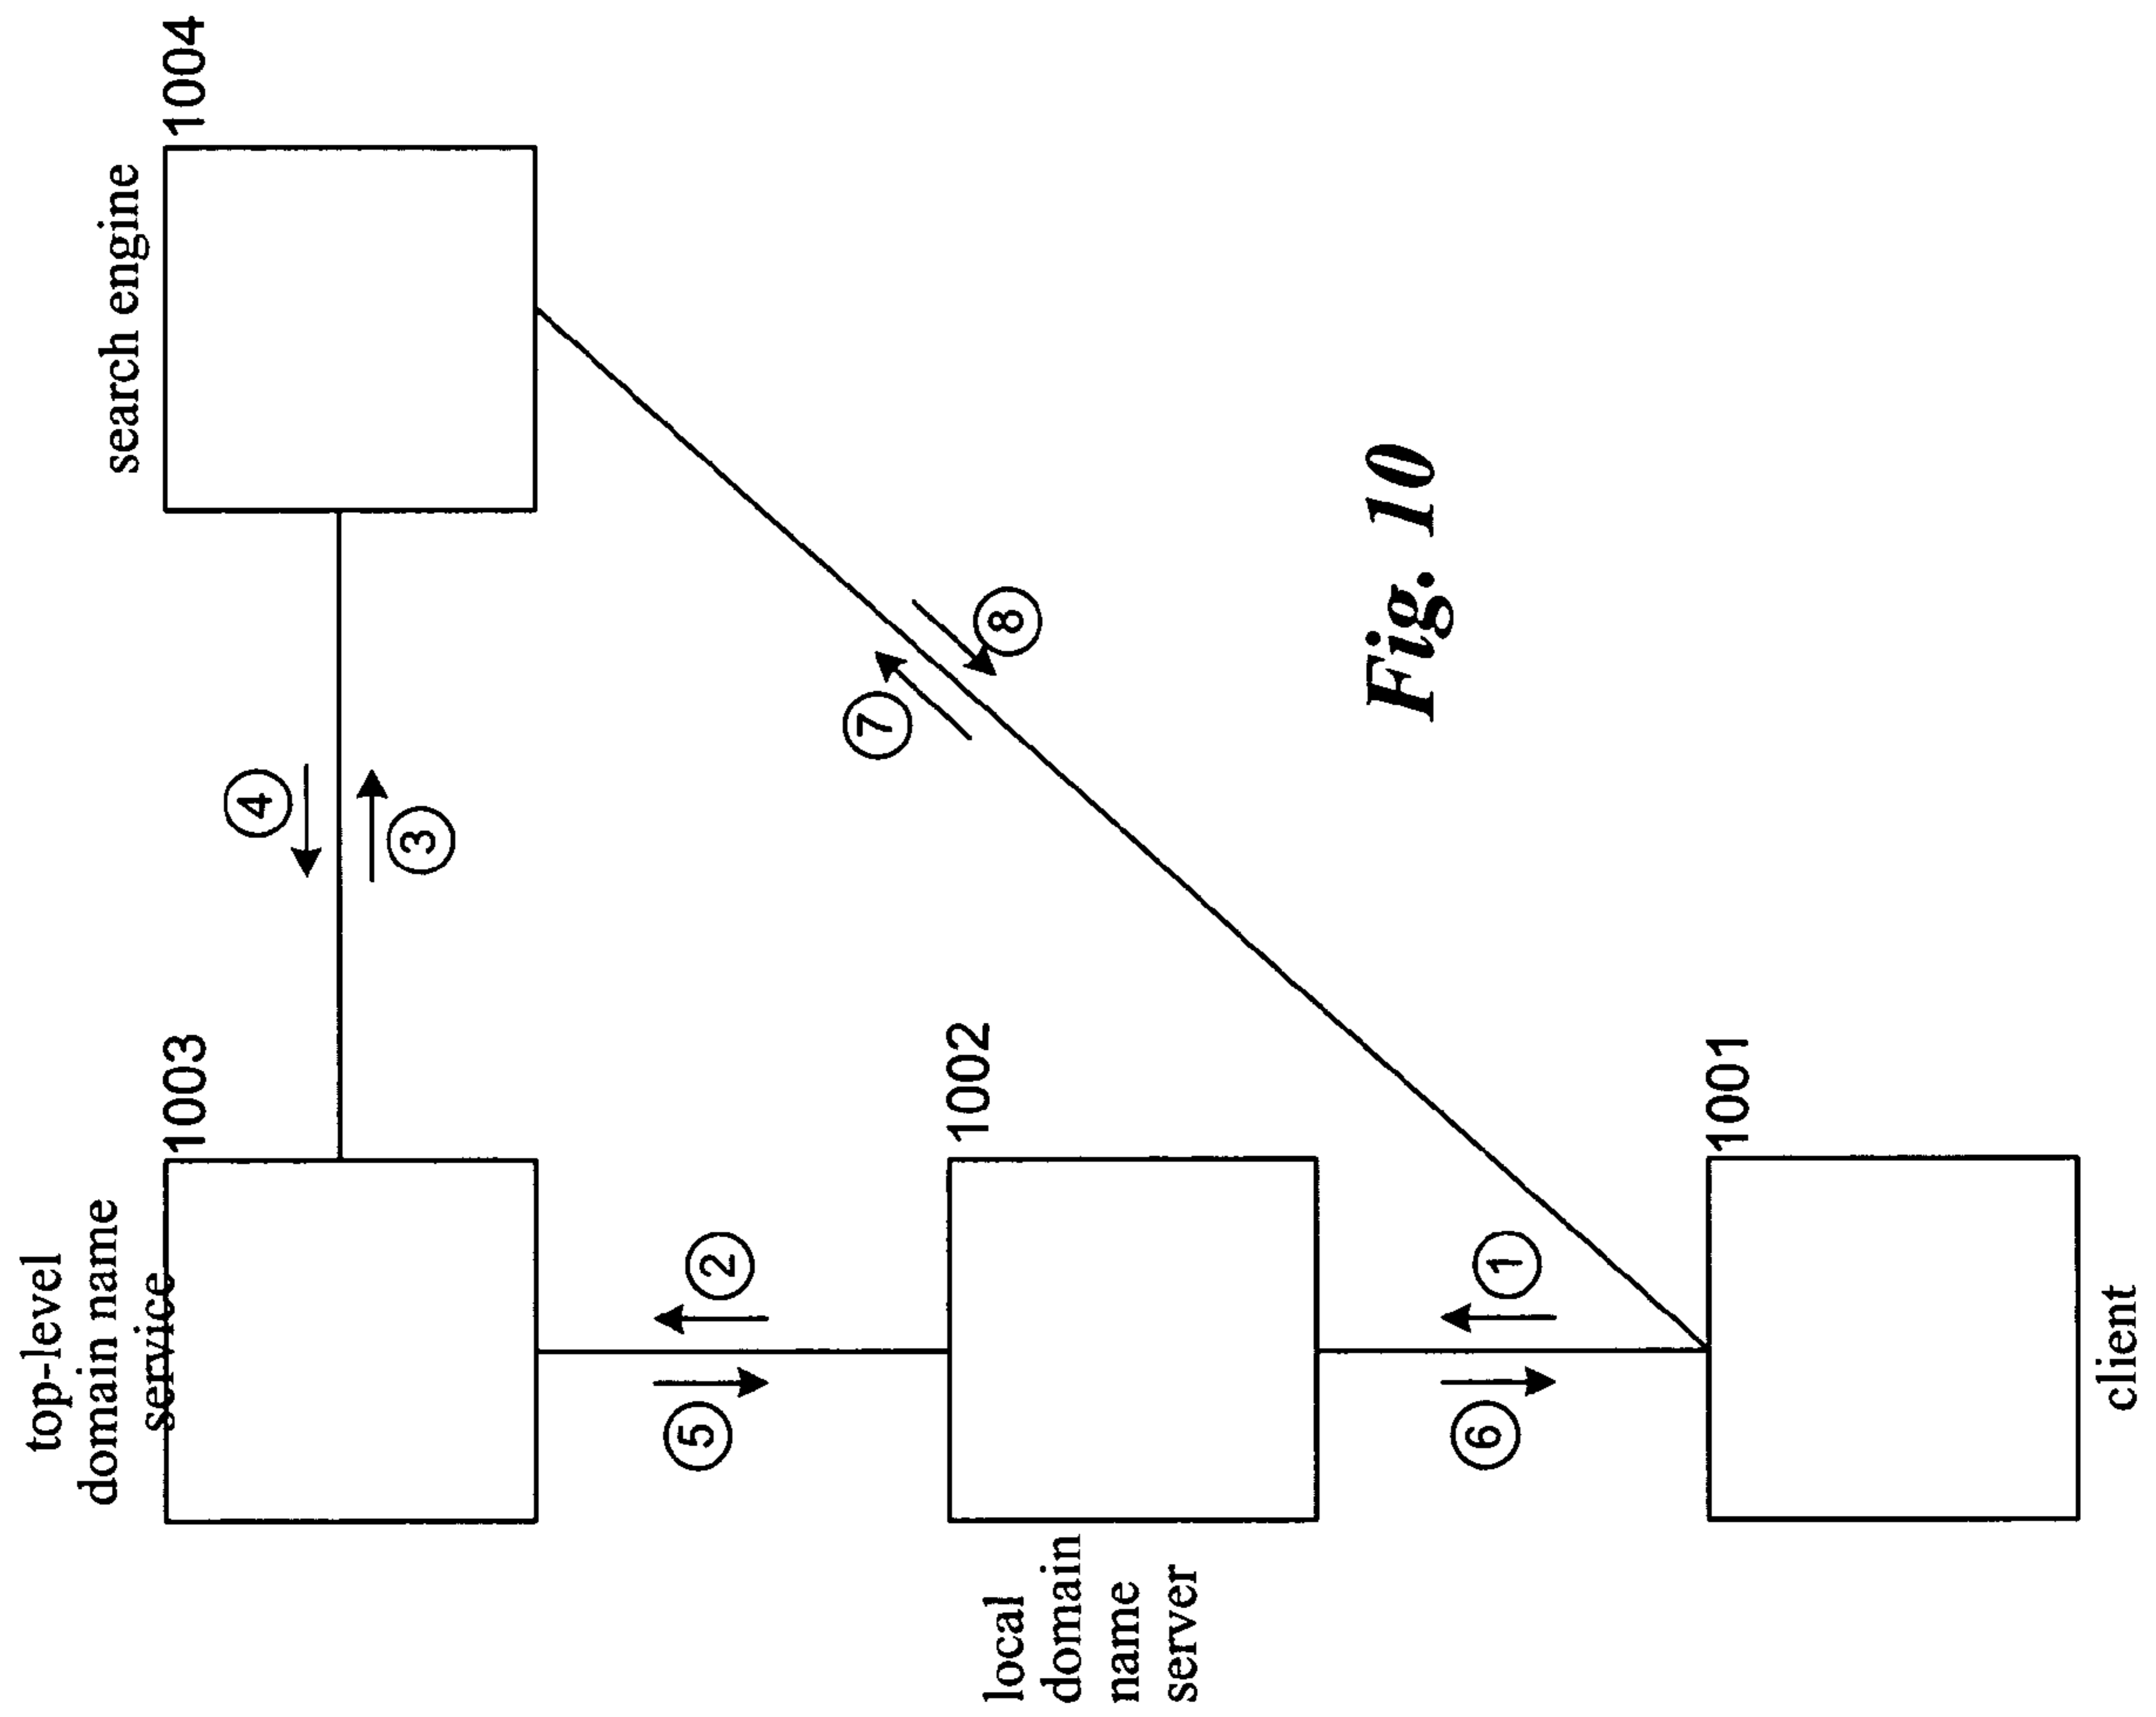 top-level
domain name
service
1003
search engine
1004
④
③
②
⑤
local
domain
name
server
1002
⑦
⑧
①
⑥
1001
client
Fig. 10